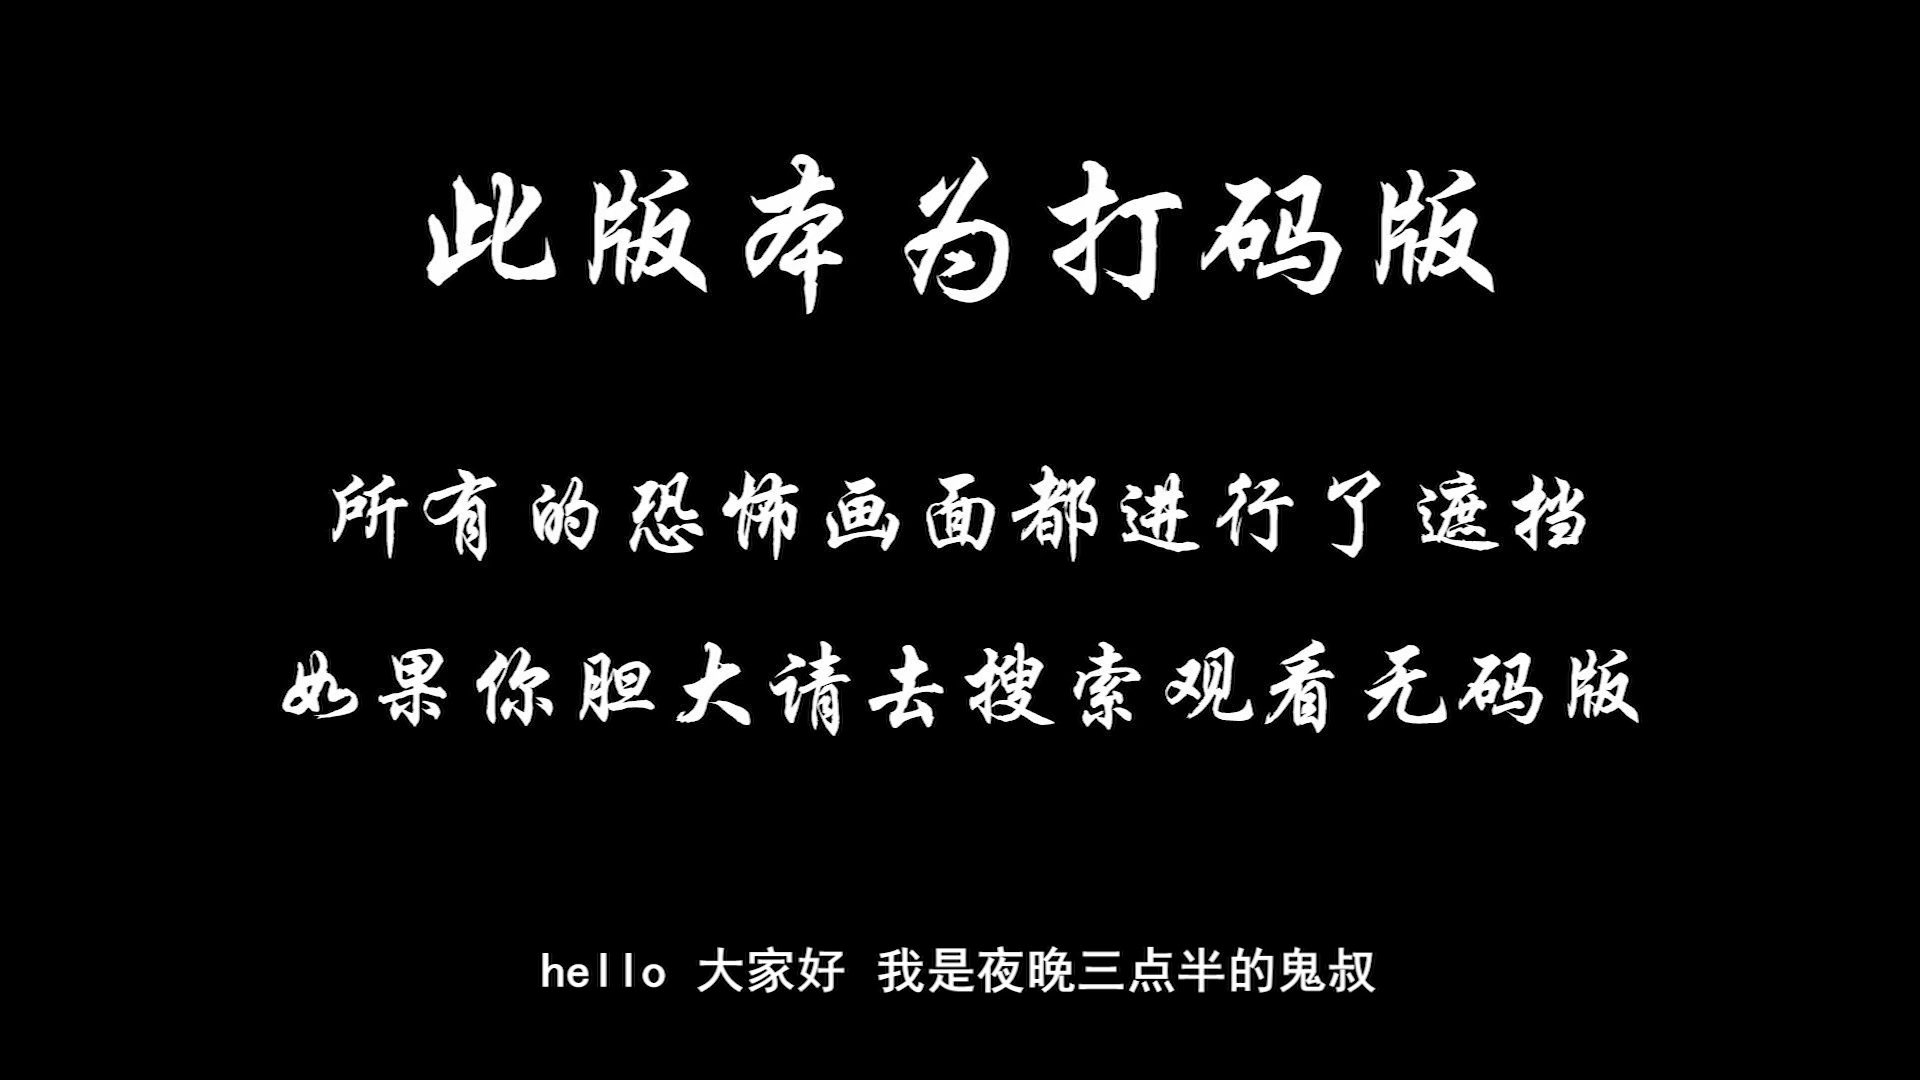 此版本为打码版
所有的恐怖画面都进行了遮挡
如果你胆大请去搜索观看无码版
hello 大家好 我是夜晚三点半的鬼叔